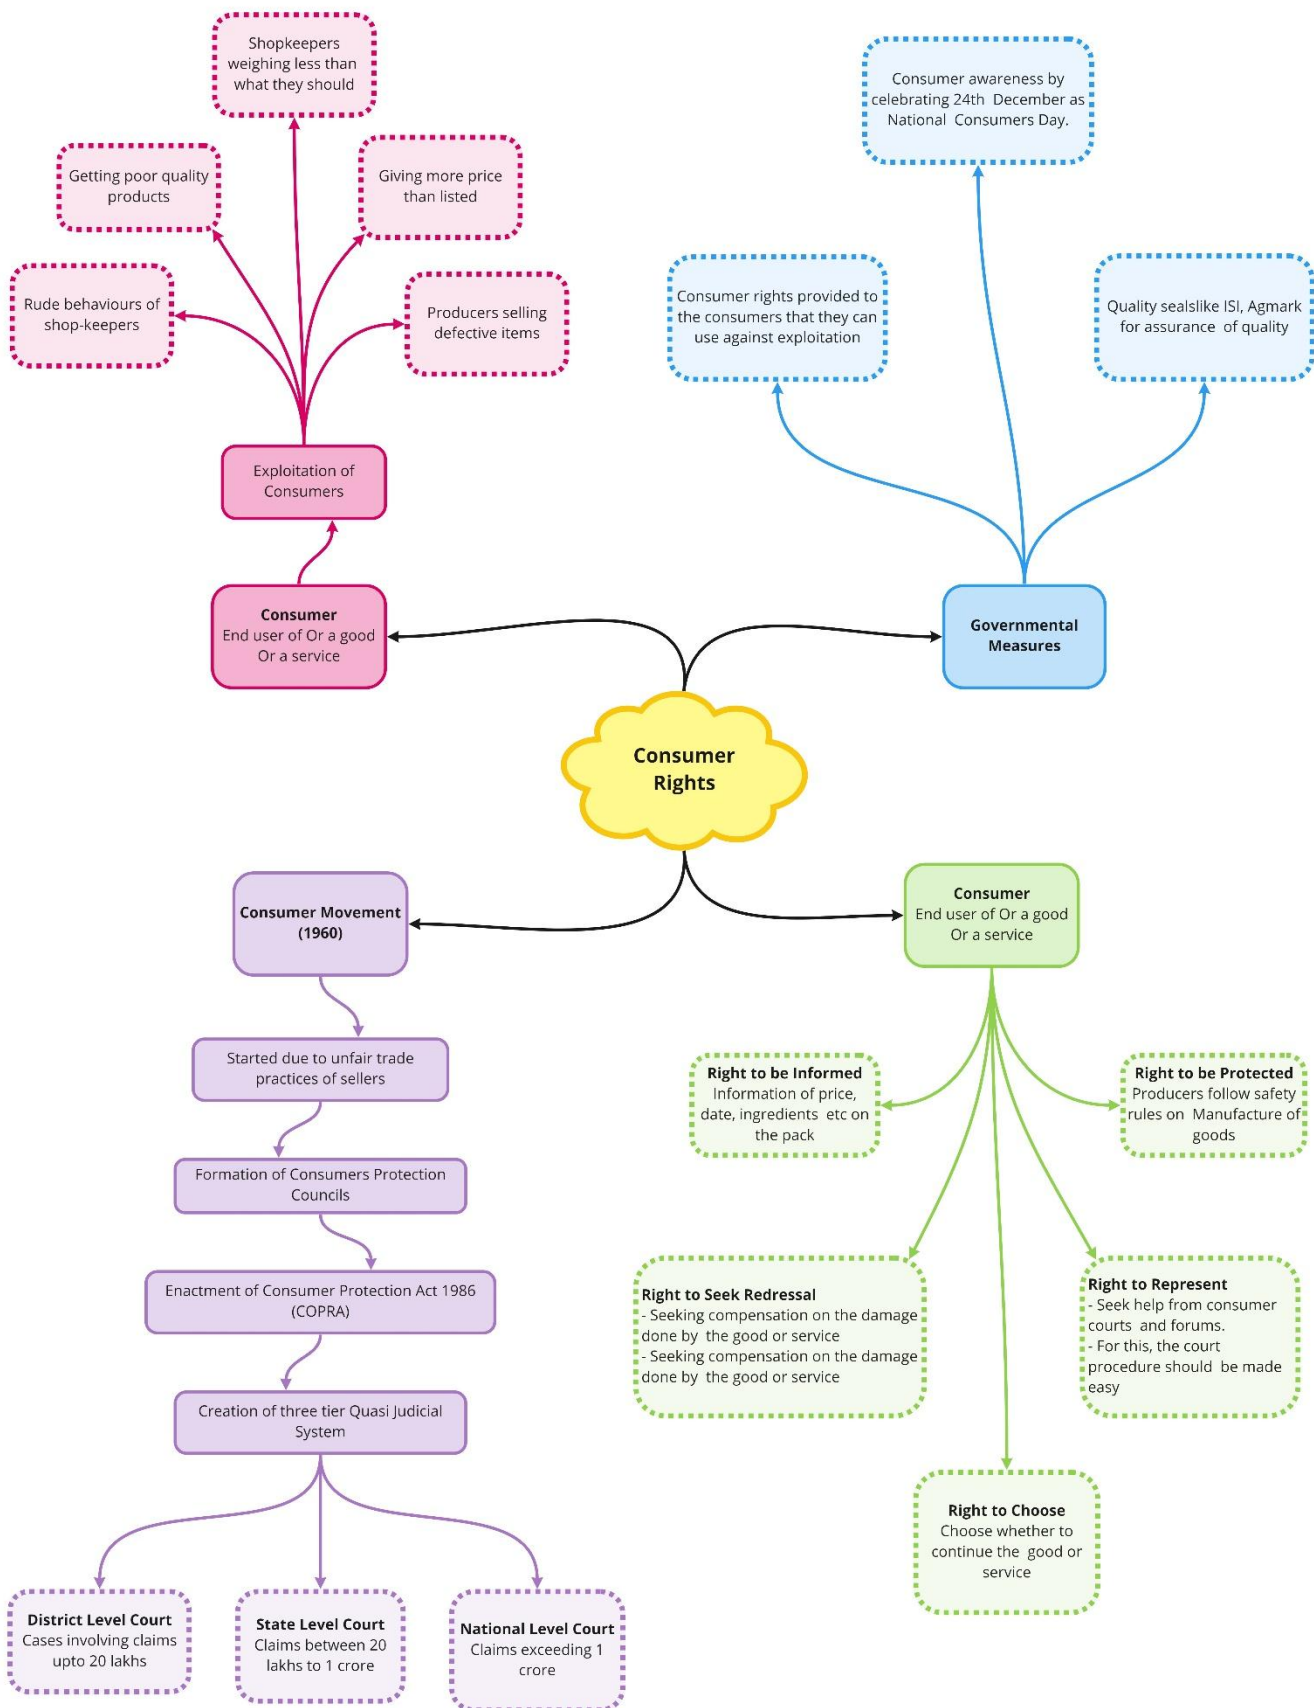 Shopkeepers
weighing less than
what they should
Getting poor quality
products
Giving more price
than listed
Rude behaviours of
shop-keepers
Producers selling
defective items
Exploitation of
Consumers
Consumer
End user of Or a good
Or a service
Consumer awareness by
celebrating 24th December as
National Consumers Day.
Consumer rights provided to
the consumers that they can
use against exploitation
Quality sealslike ISI, Agmark
for assurance of quality
Governmental
Measures
Consumer
Rights
Consumer Movement
(1960)
Started due to unfair trade
practices of sellers
Formation of Consumers Protection
Councils
Enactment of Consumer Protection Act 1986
(COPRA)
Creation of three tier Quasi Judicial
System
District Level Court
Cases involving claims
upto 20 lakhs
State Level Court
Claims between 20
lakhs to 1 crore
National Level Court
Claims exceeding 1
crore
Consumer
End user of Or a good
Or a service
Right to be Informed
Information of price,
date, ingredients etc on
the pack
Right to be Protected
Producers follow safety
rules on Manufacture of
goods
Right to Seek Redressal
- Seeking compensation on the damage
done by the good or service
- Seeking compensation on the damage
done by the good or service
Right to Represent
- Seek help from consumer
courts and forums.
- For this, the court
procedure should be made
easy
Right to Choose
Choose whether to
continue the good or
service